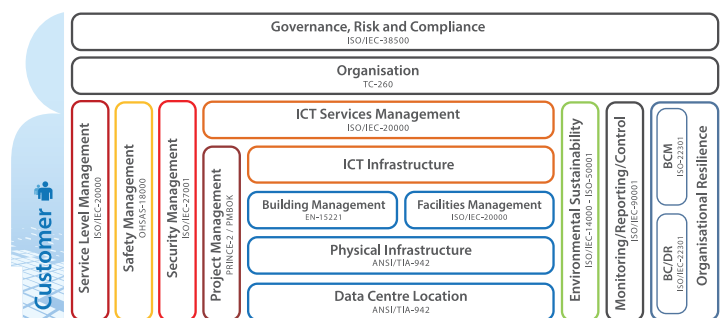 Governance, Risk and Compliance
ISO/IEC-38500
Organisation
TC-260
Customer
Service Level Management
ISO/IEC-20000
Safety Management
OHSAS-18000
Security Management
ISO/IEC-27001
ICT Services Management
ISO/IEC-20000
Project Management
PRINCE-2 / PMBOK
ICT Infrastructure
Building Management
EN-15221
Facilities Management
ISO/IEC-20000
Physical Infrastructure
ANSI/TIA-942
Data Centre Location
ANSI/TIA-942
Environmental Sustainability
ISO/IEC-14000 - ISO-50001
Monitoring/Reporting/Control
ISO/IEC-90001
BCM
ISO-22301
BC/DR
ISO/IEC-22301
Organisational Resilience